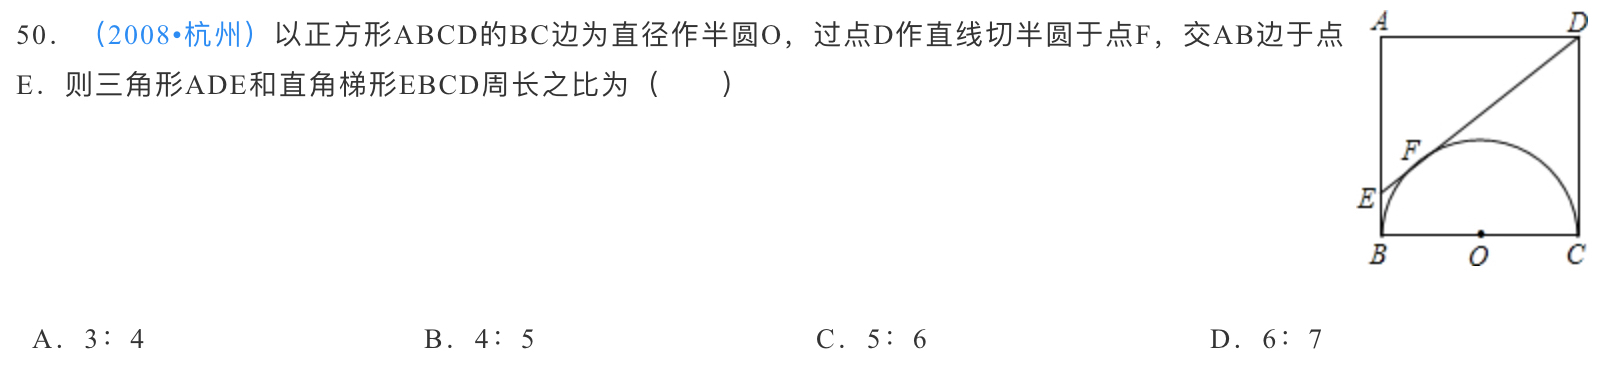 50. （2008•杭州）以正方形ABCD的BC边为直径作半圆O，过点D作直线切半圆于点F，交AB边于点
E．则三角形ADE和直角梯形EBCD周长之比为（　　）
A
D
F
E
B
O
C
A．3：4
B．4：5
C．5：6
D．6：7